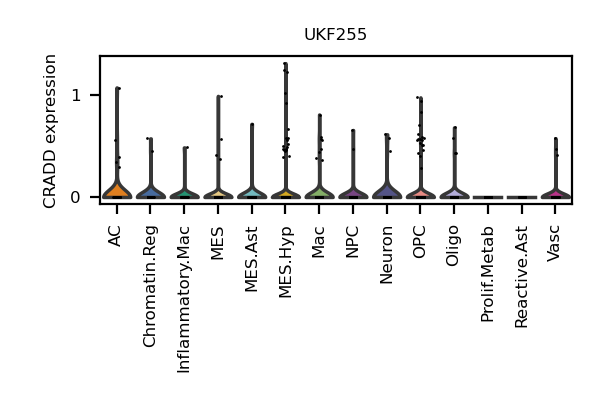 UKF255
CRADD expression
1
0
AC
Chromatin.Reg
Inflammatory.Mac
MES
MES.Ast
MES.Hyp
Mac
NPC
Neuron
OPC
Oligo
Prolif.Metab
Reactive.Ast
Vasc